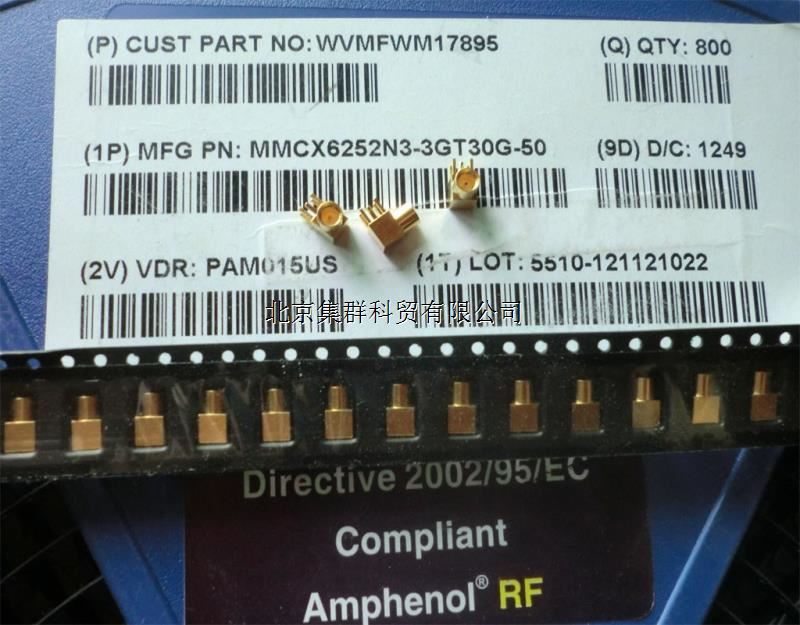 (P) CUST PART NO: WVMFWM17895
(Q) QTY: 800
(1P) MFG PN: MMCX6252N3-3GT30G-50
(9D) D/C: 1249
(2V) VDR: PAM015US
(1T) LOT: 5510-121121022
北京集群科贸有限公司
Directive 2002/95/EC
Compliant
Amphenol® RF